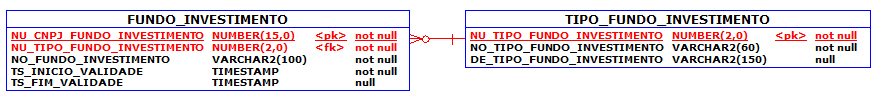 FUNDO_INVESTIMENTO
NU_CNPJ_FUNDO_INVESTIMENTO NUMBER(15,0) <pk> not null
NU_TIPO_FUNDO_INVESTIMENTO NUMBER(2,0) <fk> not null
NO_FUNDO_INVESTIMENTO VARCHAR2(100) not null
TS_INICIO_VALIDADE TIMESTAMP not null
TS_FIM_VALIDADE TIMESTAMP null
TIPO_FUNDO_INVESTIMENTO
NU_TIPO_FUNDO_INVESTIMENTO NUMBER(2,0) <pk> not null
NO_TIPO_FUNDO_INVESTIMENTO VARCHAR2(60) not null
DE_TIPO_FUNDO_INVESTIMENTO VARCHAR2(150) null